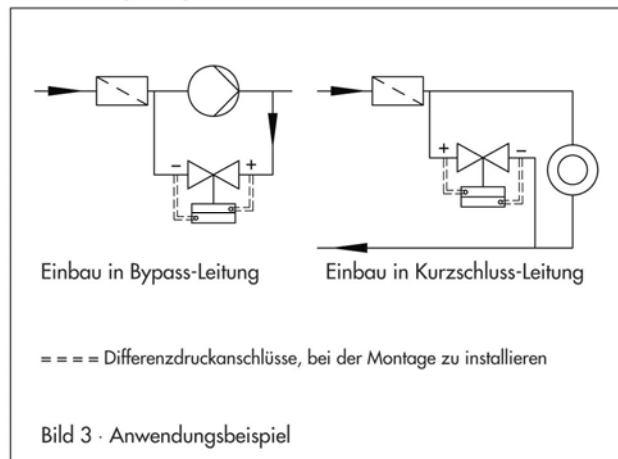 − +
+ −
Einbau in Bypass-Leitung
Einbau in Kurzschluss-Leitung
= = = = Differenzdruckanschlüsse, bei der Montage zu installieren
Bild 3 · Anwendungsbeispiel